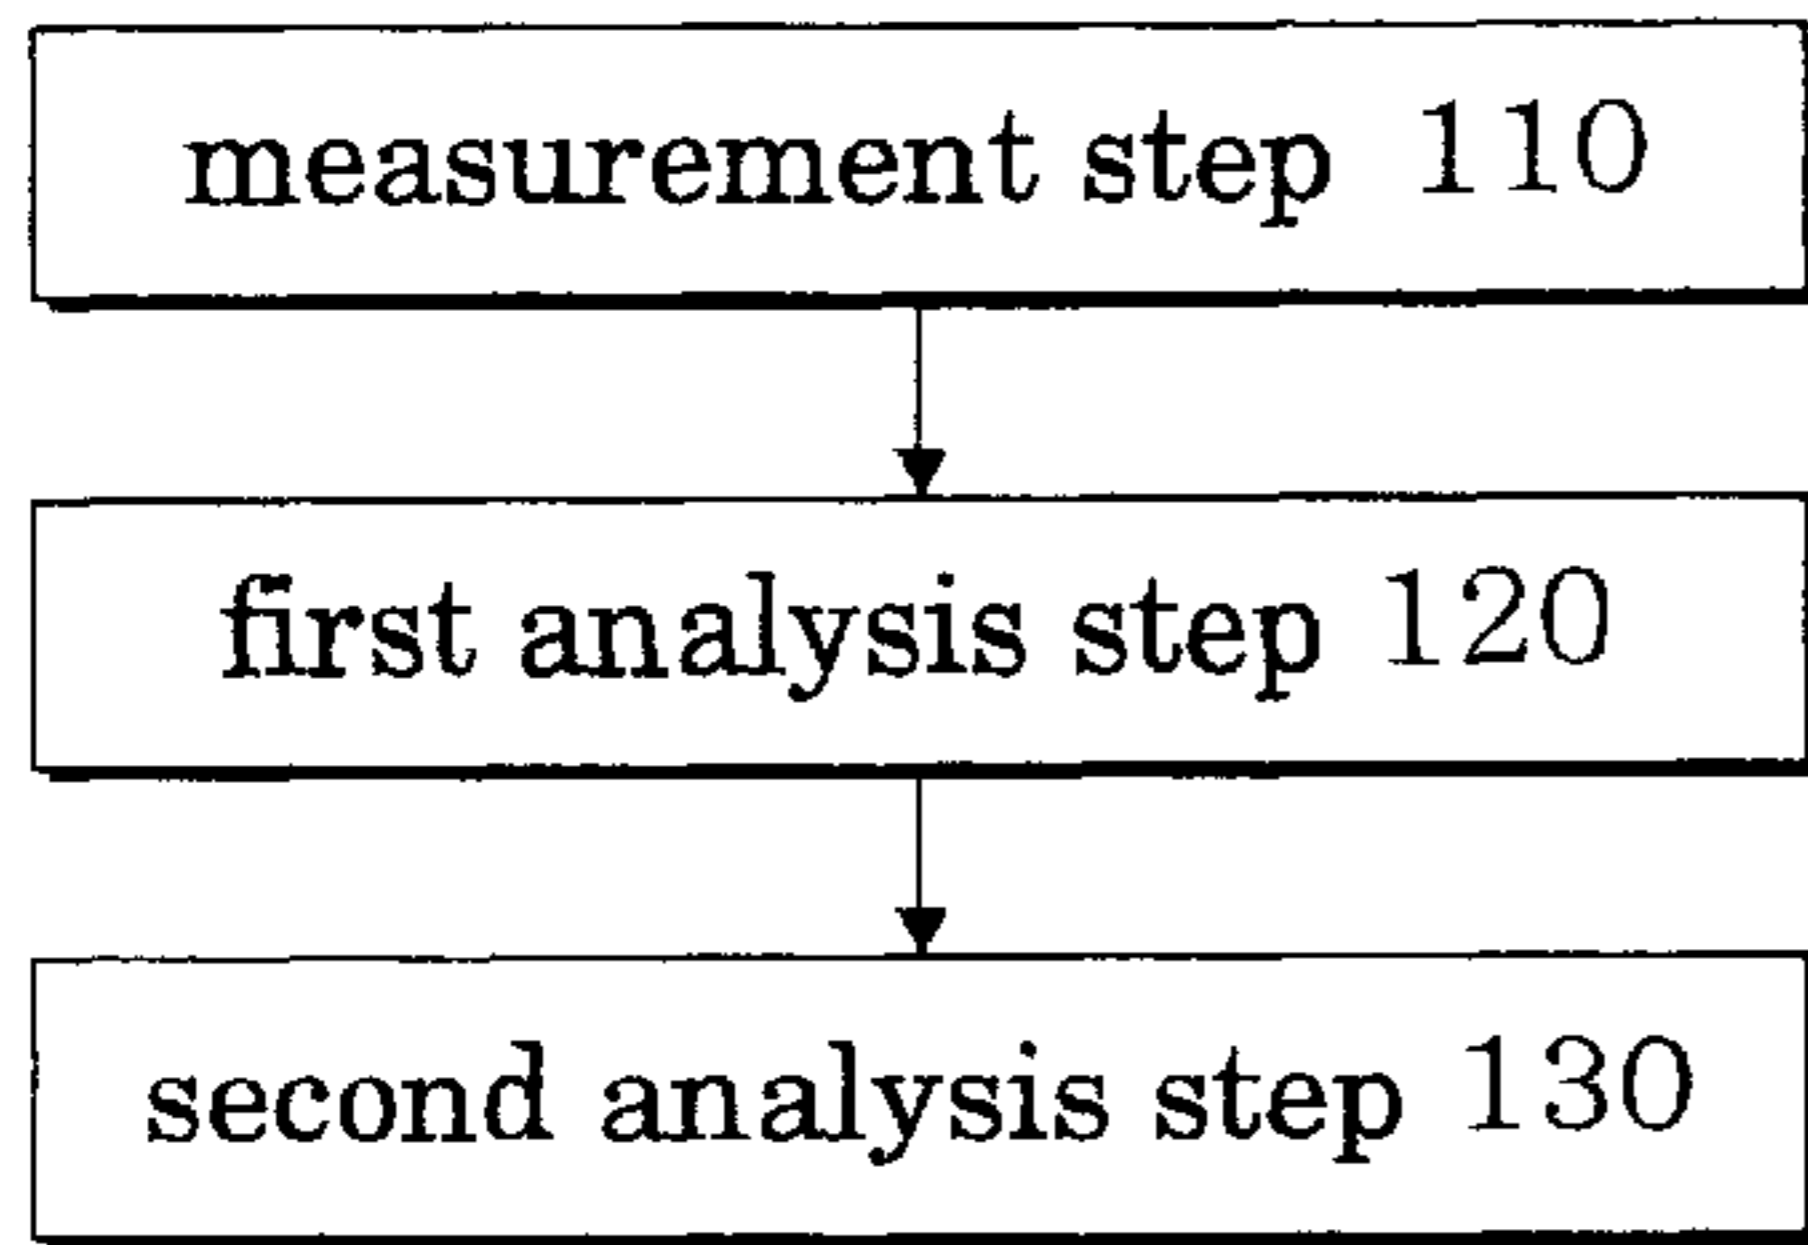 measurement step 110
first analysis step 120
second analysis step 130